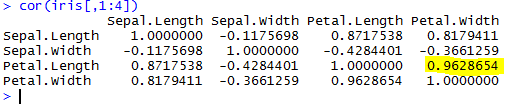 > cor(iris[,1:4])
             Sepal.Length Sepal.Width Petal.Length Petal.Width
Sepal.Length    1.0000000  -0.1175698    0.8717538   0.8179411
Sepal.Width    -0.1175698   1.0000000   -0.4284401  -0.3661259
Petal.Length    0.8717538  -0.4284401    1.0000000   0.9628654
Petal.Width     0.8179411  -0.3661259    0.9628654   1.0000000
>